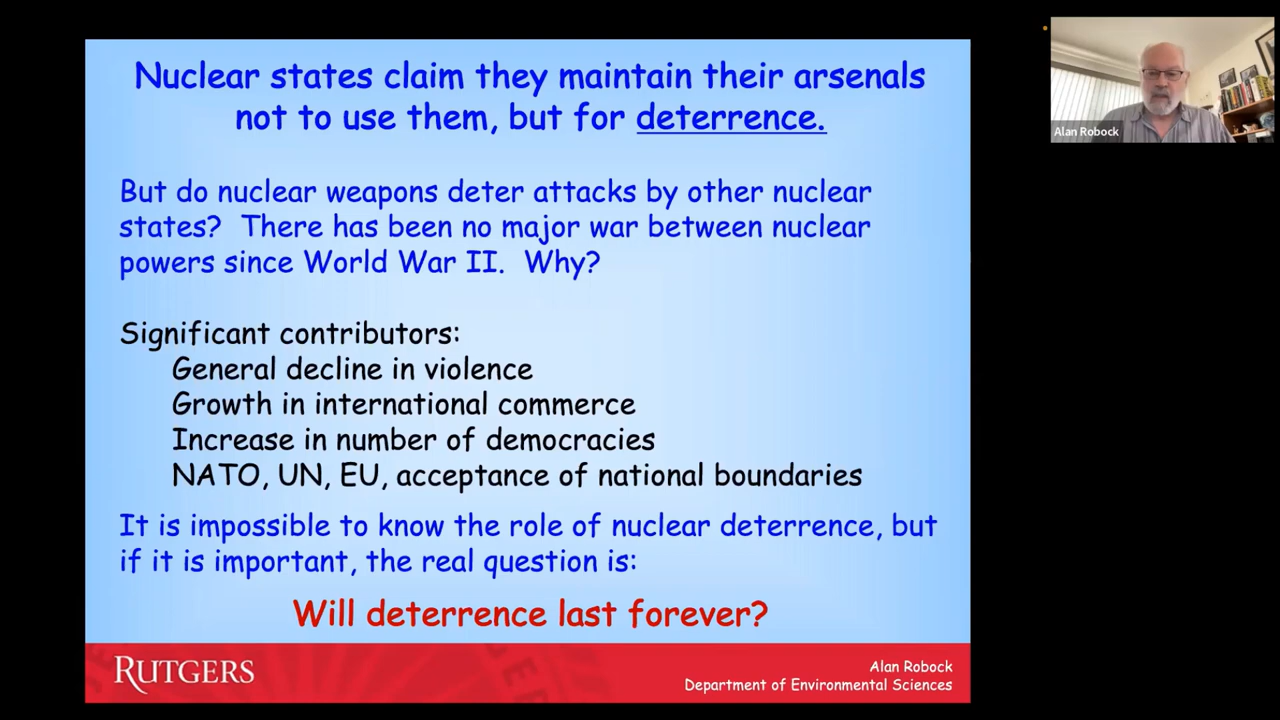 Nuclear states claim they maintain their arsenals
not to use them, but for deterrence.
But do nuclear weapons deter attacks by other nuclear
states? There has been no major war between nuclear
powers since World War II. Why?
Significant contributors:
General decline in violence
Growth in international commerce
Increase in number of democracies
NATO, UN, EU, acceptance of national boundaries
It is impossible to know the role of nuclear deterrence, but
if it is important, the real question is:
Will deterrence last forever?
RUTGERS
Alan Robock
Department of Environmental Sciences
Alan Robock